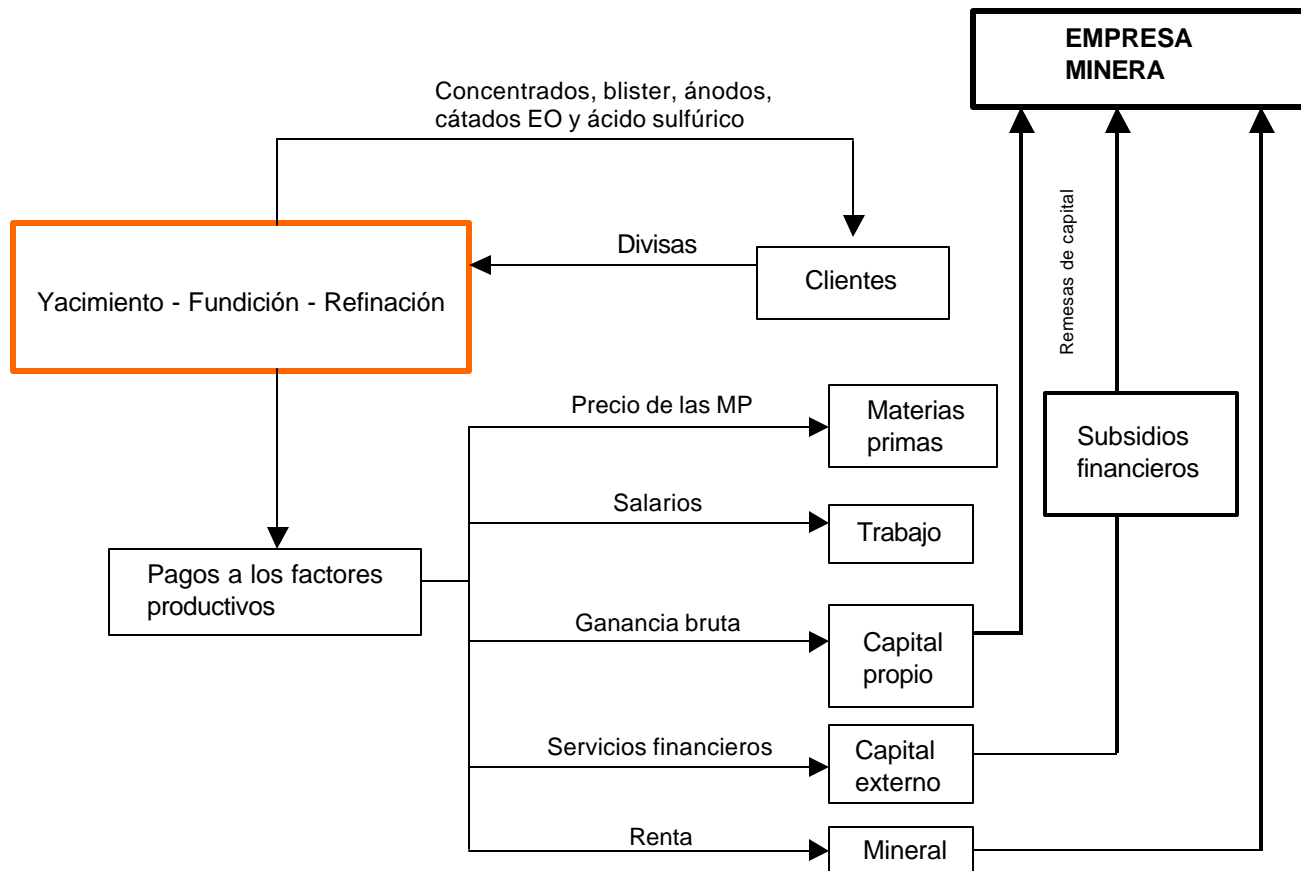 EMPRESA
MINERA
Concentrados, blister, ánodos,
cátados EO y ácido sulfúrico
Remesas de capital
Divisas
Clientes
Yacimiento - Fundición - Refinación
Precio de las MP
Materias
primas
Subsidios
financieros
Salarios
Trabajo
Pagos a los factores
productivos
Ganancia bruta
Capital
propio
Servicios financieros
Capital
externo
Renta
Mineral